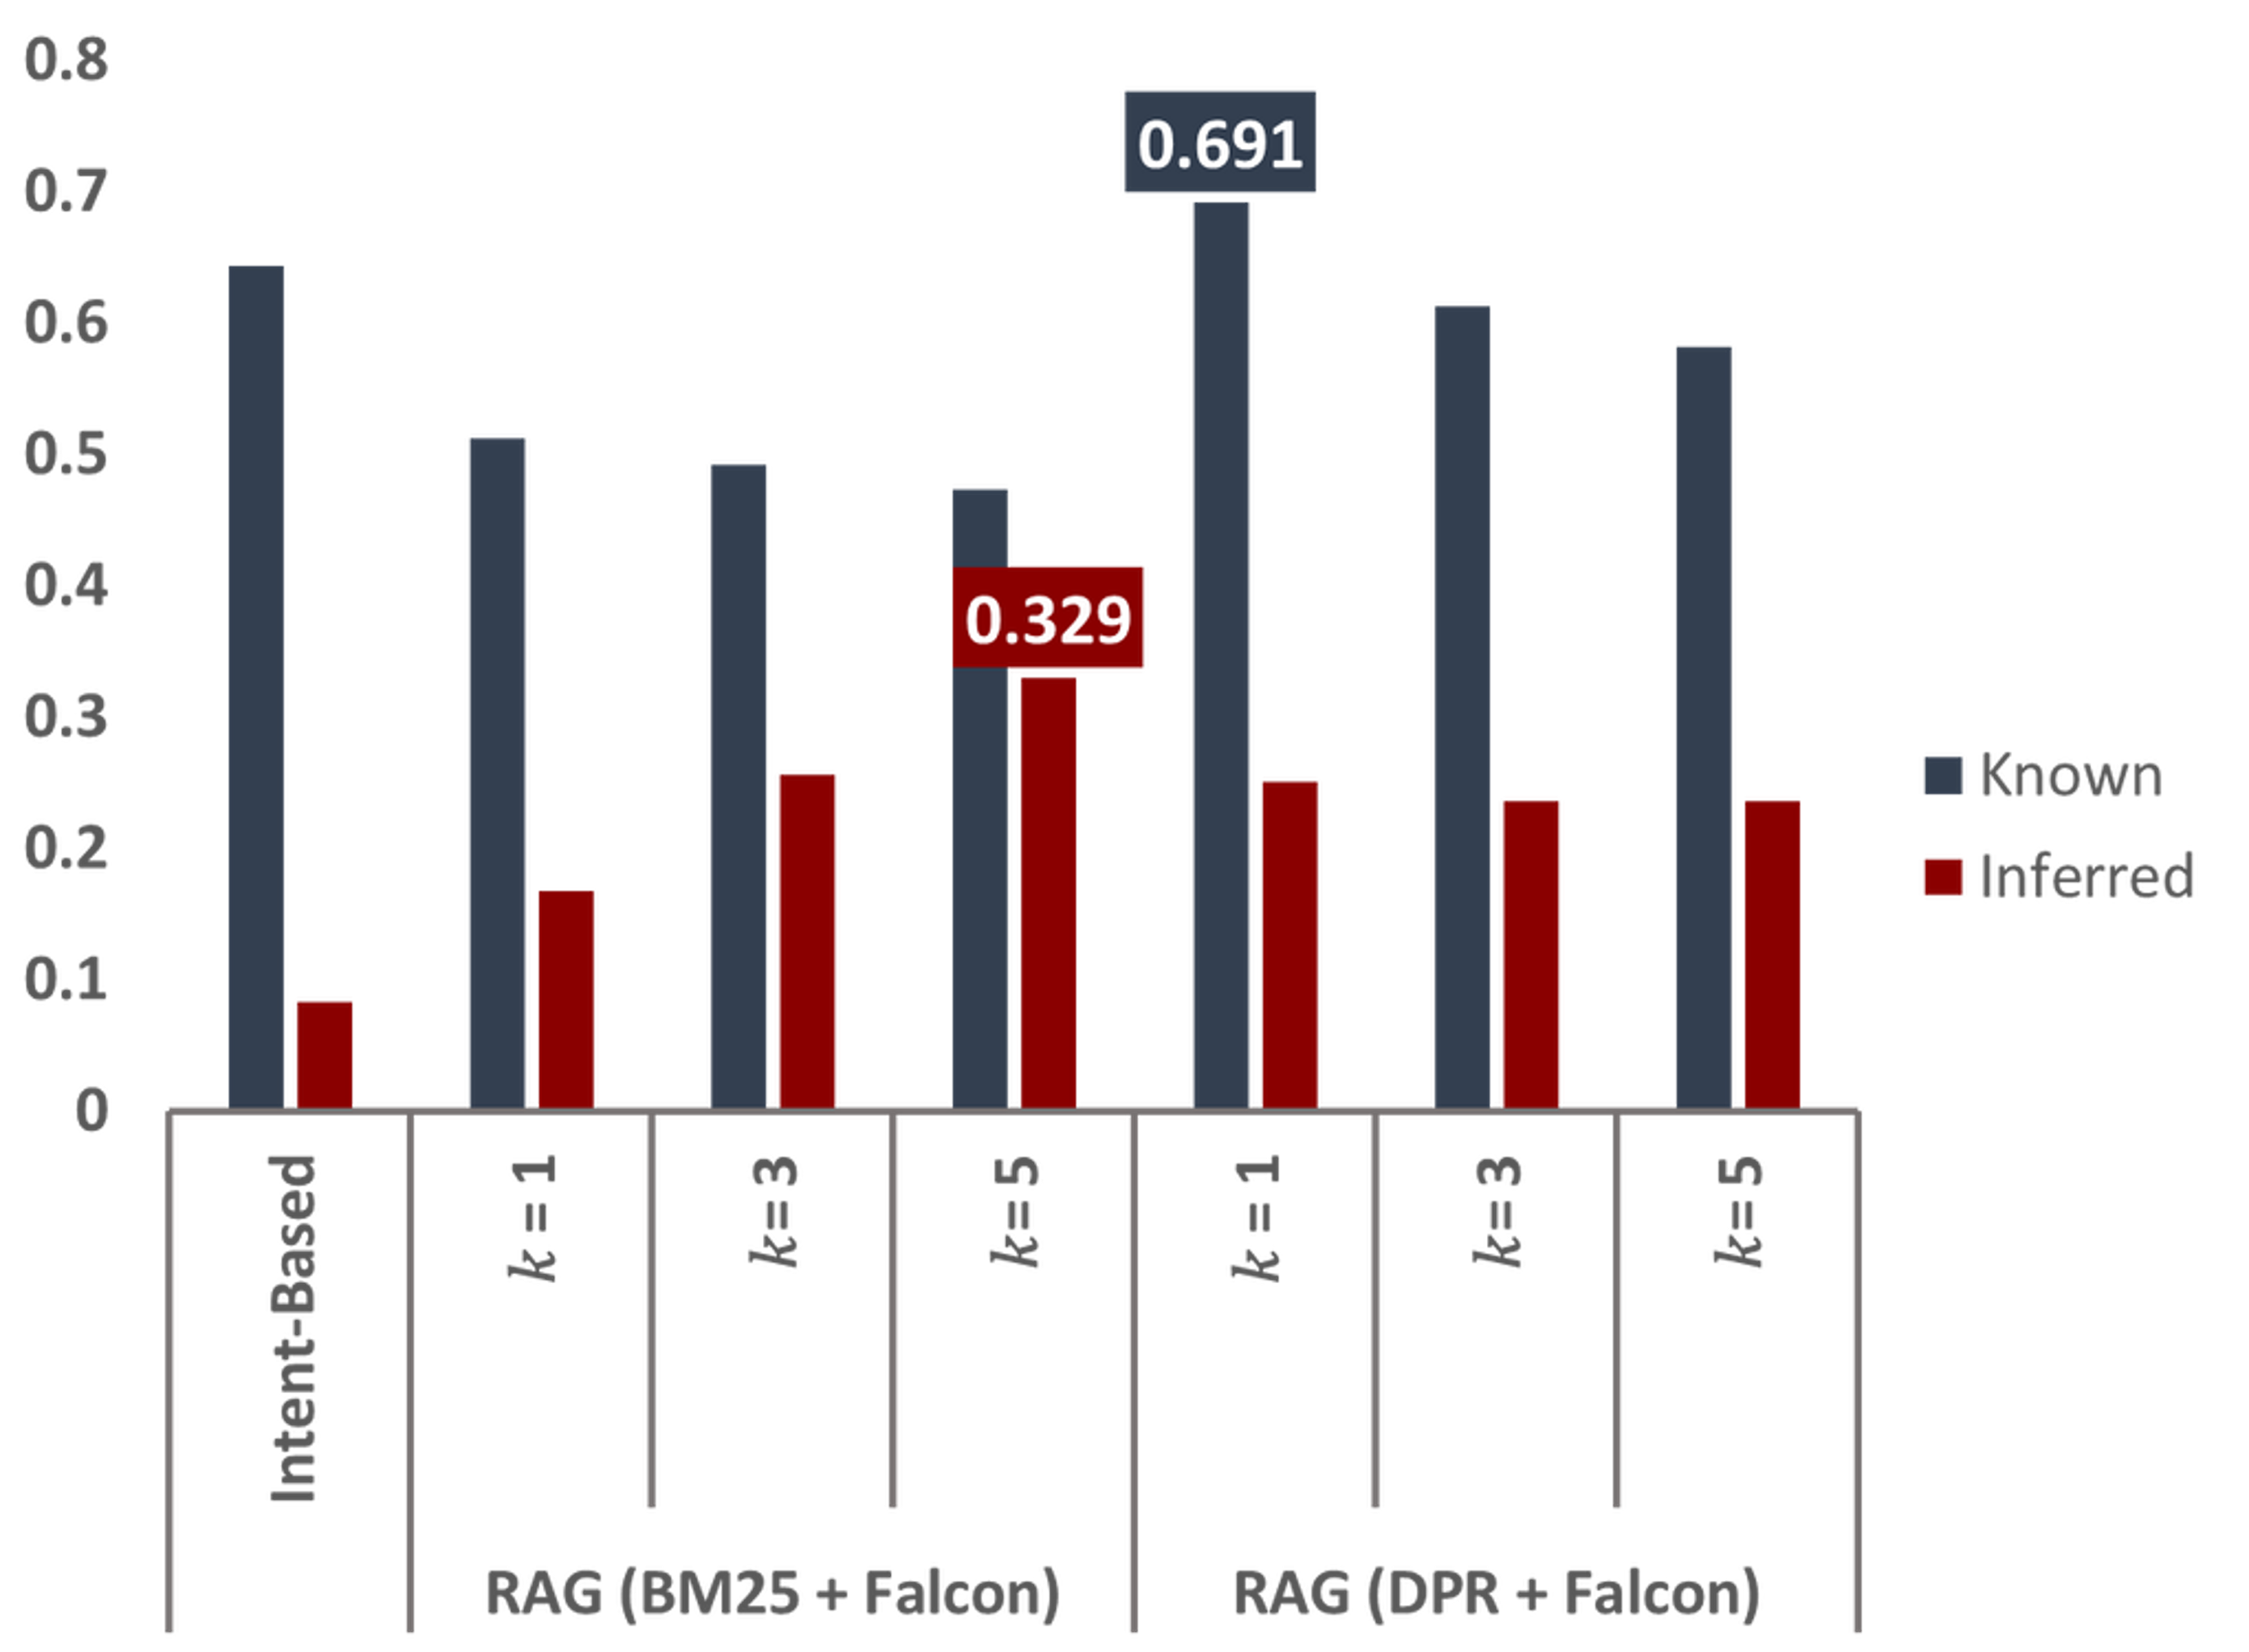 0.8
0.7
0.6
0.5
0.4
0.3
0.2
0.1
0
0.691
0.329
Known
Inferred
Intent-Based
k = 1
k = 3
k = 5
k = 1
k = 3
k = 5
RAG (BM25 + Falcon)
RAG (DPR + Falcon)